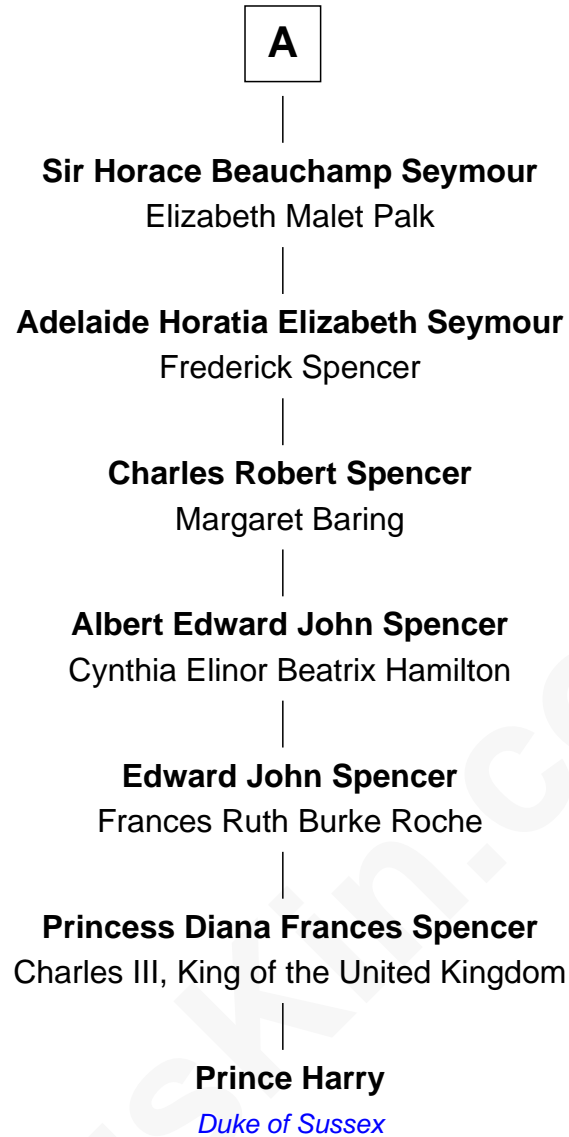 A
Sir Horace Beauchamp Seymour
Elizabeth Malet Palk
Adelaide Horatia Elizabeth Seymour
Frederick Spencer
Charles Robert Spencer
Margaret Baring
Albert Edward John Spencer
Cynthia Elinor Beatrix Hamilton
Edward John Spencer
Frances Ruth Burke Roche
Princess Diana Frances Spencer
Charles III, King of the United Kingdom
Prince Harry
Duke of Sussex